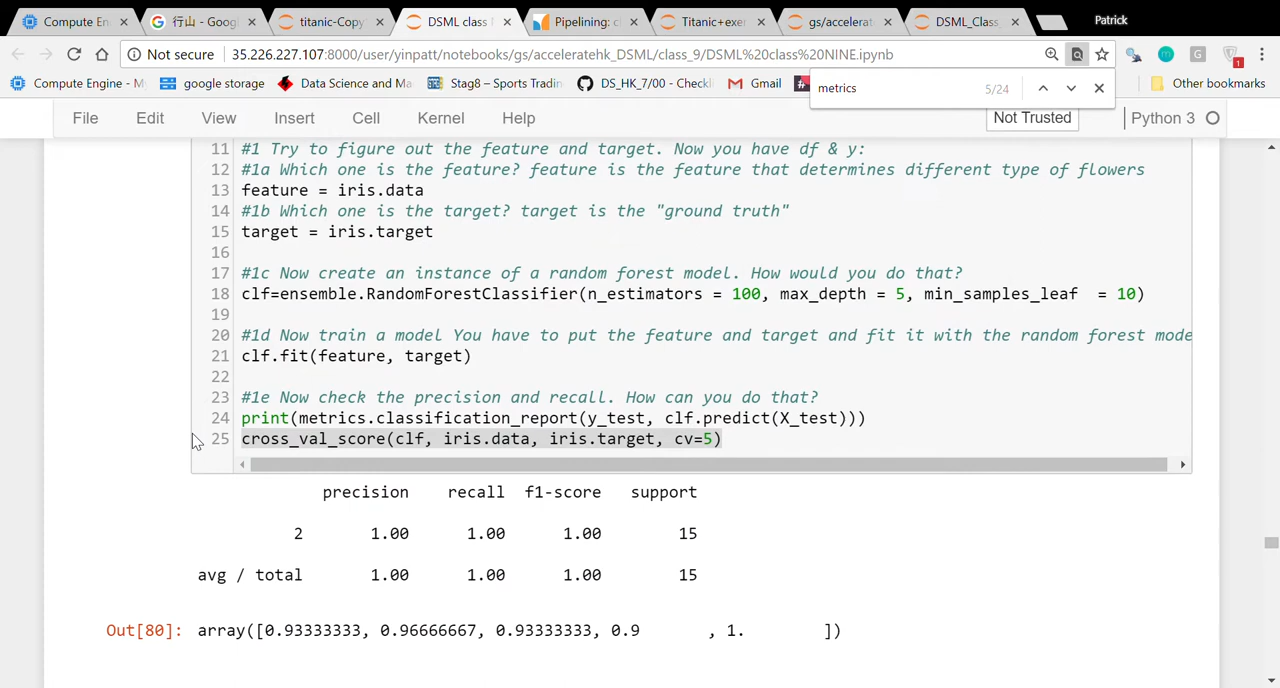 Compute En
行山 - Goog
titanic-Copy
DSML class
Pipelining: c
Titanic+exer
gs/accelerat
DSML_Class_
Patrick
Not secure 35.226.227.107:8000/user/yinpatt/notebooks/gs/acceleratehk_DSML/class_9/DSML%20class%20NINE.ipynb
Compute Engine - M
google storage
Data Science and Ma
Stag8 – Sports Tradin
DS_HK_7/00 - Checkl
Gmail
Other bookmarks
metrics 5/24
File Edit View Insert Cell Kernel Help Not Trusted Python 3
11 #1 Try to figure out the feature and target. Now you have df & y:
12 #1a Which one is the feature? feature is the feature that determines different type of flowers
13 feature = iris.data
14 #1b Which one is the target? target is the "ground truth"
15 target = iris.target
16
17 #1c Now create an instance of a random forest model. How would you do that?
18 clf=ensemble.RandomForestClassifier(n_estimators = 100, max_depth = 5, min_samples_leaf = 10)
19
20 #1d Now train a model You have to put the feature and target and fit it with the random forest mode
21 clf.fit(feature, target)
22
23 #1e Now check the precision and recall. How can you do that?
24 print(metrics.classification_report(y_test, clf.predict(X_test)))
25 cross_val_score(clf, iris.data, iris.target, cv=5)
precision recall f1-score support
2 1.00 1.00 1.00 15
avg / total 1.00 1.00 1.00 15
Out[80]: array([0.93333333, 0.96666667, 0.93333333, 0.9 , 1. ])